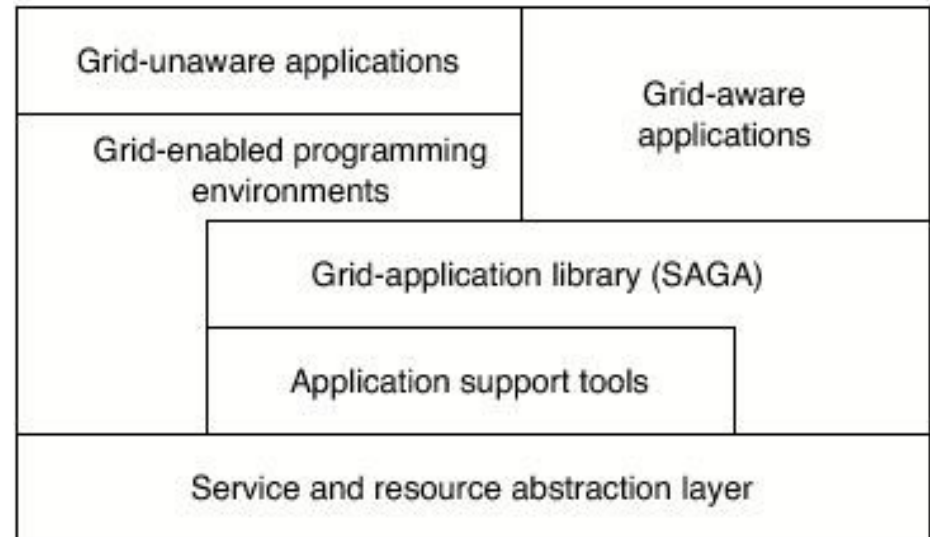 Grid-unaware applications
Grid-aware
applications
Grid-enabled programming
environments
Grid-application library (SAGA)
Application support tools
Service and resource abstraction layer